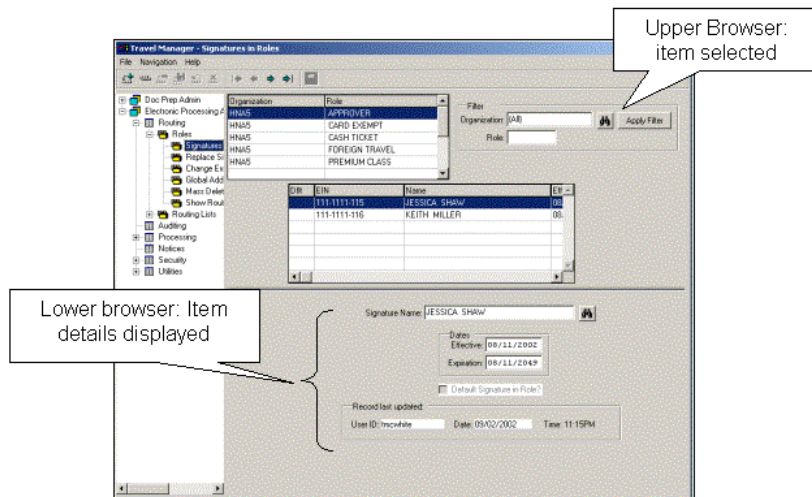 Upper Browser:
item selected
Travel Manager - Signatures in Roles
File Navigation Help
Doc Prep Admin
Electronic Processing A
Routing
Roles
Signatures
Replace Si
Change Ex
Global Add
Mass Delet
Show Rout
Routing Lists
Auditing
Processing
Notices
Security
Utilities
Organization Role
HNA5 APPROVER
HNA5 CARD EXEMPT
HNA5 CASH TICKET
HNA5 FOREIGN TRAVEL
HNA5 PREMIUM CLASS
Filter
Organization: (All) Apply Filter
Role:
Dflt EIN Name Eff
111-1111-115 JESSICA SHAW 08
111-1111-116 KEITH MILLER 08
Lower browser: Item
details displayed
Signature Name: JESSICA SHAW
Dates
Effective: 08/11/2002
Expiration: 08/11/2049
Default Signature in Role?
Record last updated:
User ID: tmcwhite Date: 09/02/2002 Time: 11:15PM